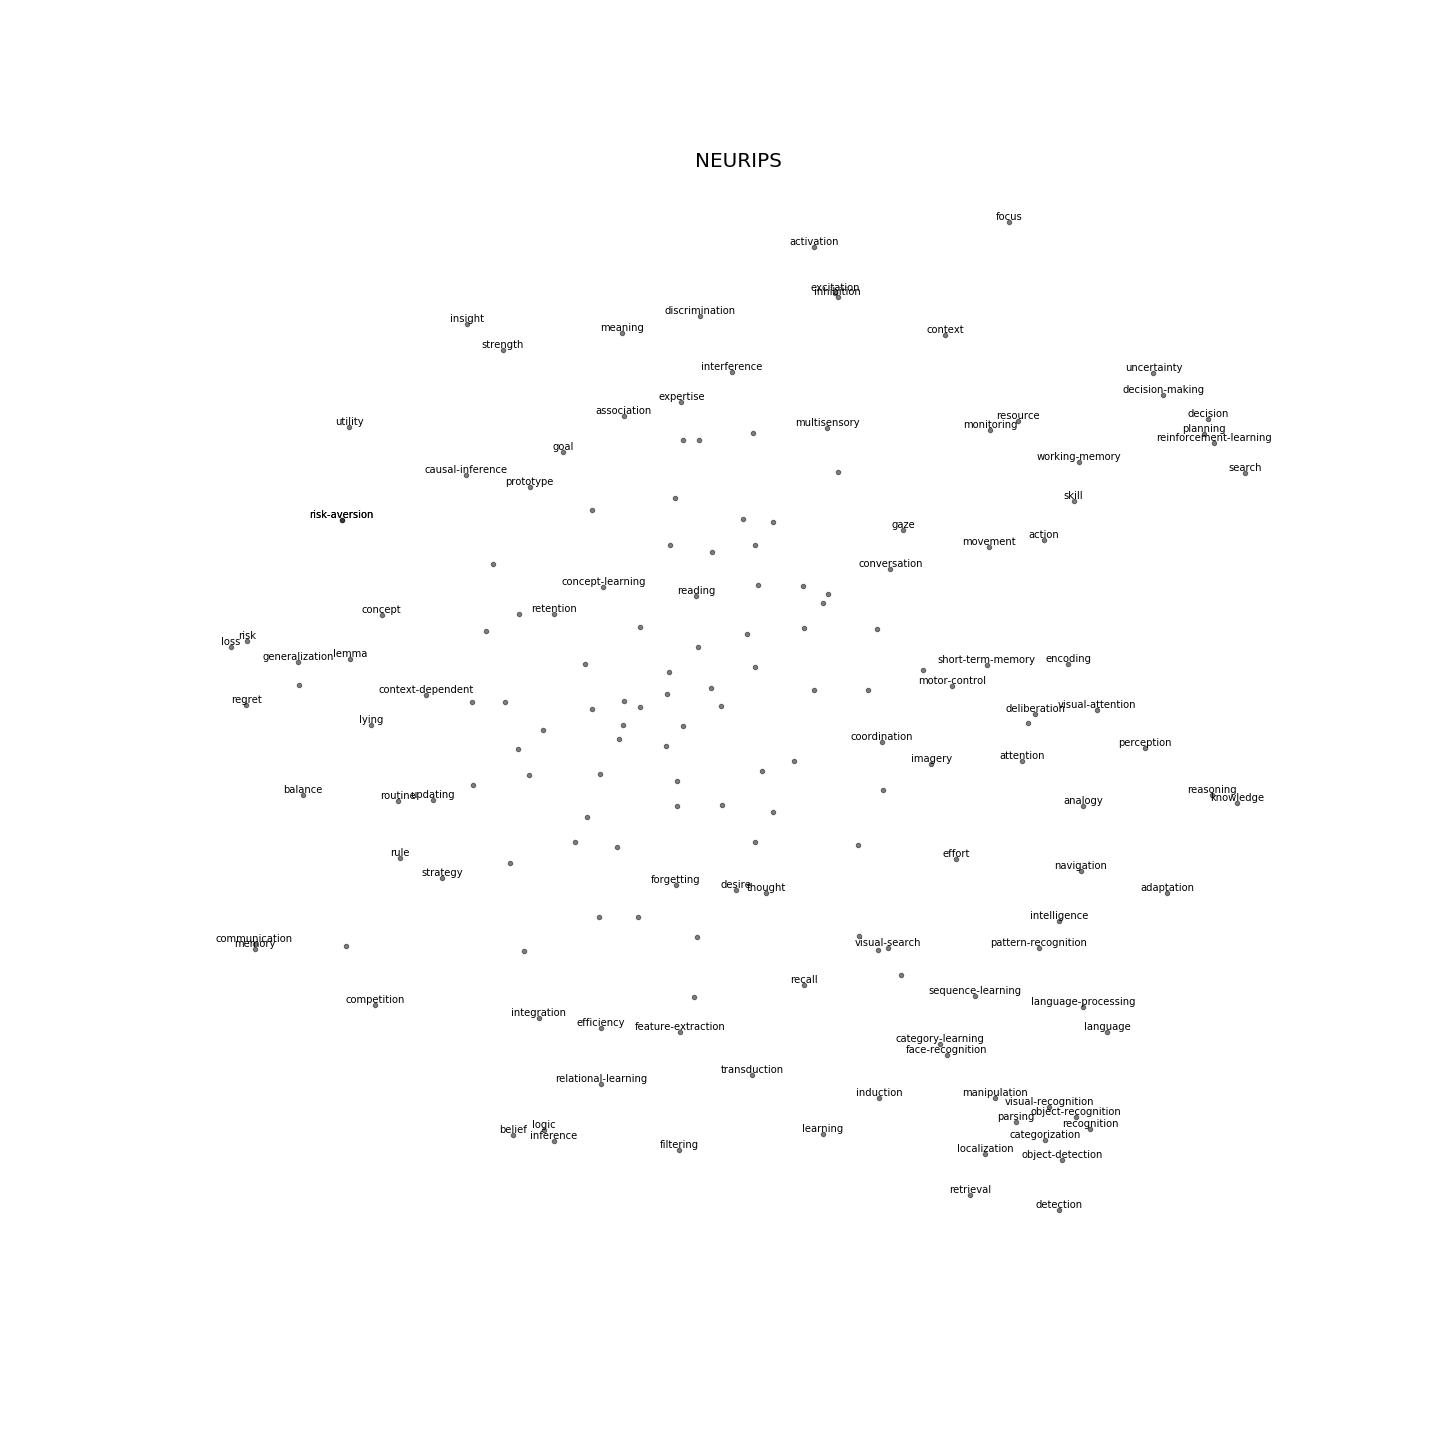 NEURIPS
focus
activation
excitation
inhibition
discrimination
insight
meaning
context
strength
interference
uncertainty
decision-making
expertise
association
decision
resource
utility
multisensory
monitoring
planning
reinforcement-learning
goal
working-memory
causal-inference
search
prototype
skill
risk-aversion
gaze
action
movement
conversation
concept-learning
reading
concept
retention
risk
loss
generalization
lemma
short-term-memory
encoding
motor-control
context-dependent
regret
visual-attention
deliberation
lying
coordination
perception
imagery
attention
balance
reasoning
routine
updating
knowledge
analogy
rule
effort
strategy
navigation
forgetting
desire
thought
adaptation
intelligence
communication
memory
visual-search
pattern-recognition
recall
sequence-learning
competition
language-processing
integration
efficiency
feature-extraction
language
category-learning
face-recognition
transduction
relational-learning
induction
manipulation
visual-recognition
object-recognition
parsing
recognition
logic
belief
inference
learning
categorization
filtering
localization
object-detection
retrieval
detection